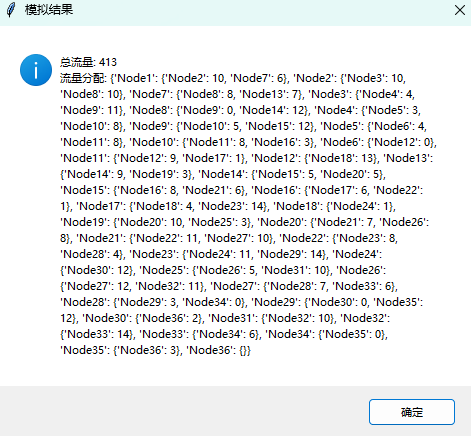 模拟结果
总流量: 413
流量分配: {'Node1': {'Node2': 10, 'Node7': 6}, 'Node2': {'Node3': 10,
'Node8': 10}, 'Node7': {'Node8': 8, 'Node13': 7}, 'Node3': {'Node4': 4,
'Node9': 11}, 'Node8': {'Node9': 0, 'Node14': 12}, 'Node4': {'Node5': 3,
'Node10': 8}, 'Node9': {'Node10': 5, 'Node15': 12}, 'Node5': {'Node6': 4,
'Node11': 8}, 'Node10': {'Node11': 8, 'Node16': 3}, 'Node6': {'Node12': 0},
'Node11': {'Node12': 9, 'Node17': 1}, 'Node12': {'Node18': 13}, 'Node13':
{'Node14': 9, 'Node19': 3}, 'Node14': {'Node15': 5, 'Node20': 5},
'Node15': {'Node16': 8, 'Node21': 6}, 'Node16': {'Node17': 6, 'Node22':
1}, 'Node17': {'Node18': 4, 'Node23': 14}, 'Node18': {'Node24': 1},
'Node19': {'Node20': 10, 'Node25': 3}, 'Node20': {'Node21': 7, 'Node26':
8}, 'Node21': {'Node22': 11, 'Node27': 10}, 'Node22': {'Node23': 8,
'Node28': 4}, 'Node23': {'Node24': 11, 'Node29': 14}, 'Node24':
{'Node30': 12}, 'Node25': {'Node26': 5, 'Node31': 10}, 'Node26':
{'Node27': 12, 'Node32': 11}, 'Node27': {'Node28': 7, 'Node33': 6},
'Node28': {'Node29': 3, 'Node34': 0}, 'Node29': {'Node30': 0, 'Node35':
12}, 'Node30': {'Node36': 2}, 'Node31': {'Node32': 10}, 'Node32':
{'Node33': 14}, 'Node33': {'Node34': 6}, 'Node34': {'Node35': 0},
'Node35': {'Node36': 3}, 'Node36': {}}
确定